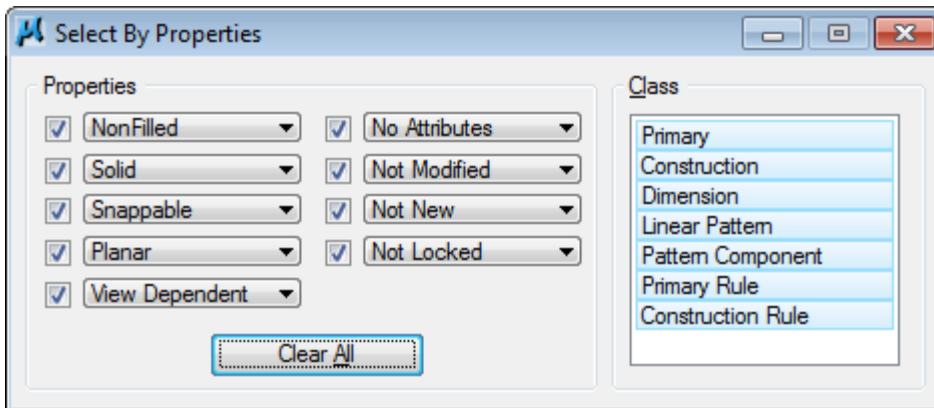 Select By Properties
Properties
NonFilled
No Attributes
Solid
Not Modified
Snappable
Not New
Planar
Not Locked
View Dependent
Clear All
Class
Primary
Construction
Dimension
Linear Pattern
Pattern Component
Primary Rule
Construction Rule